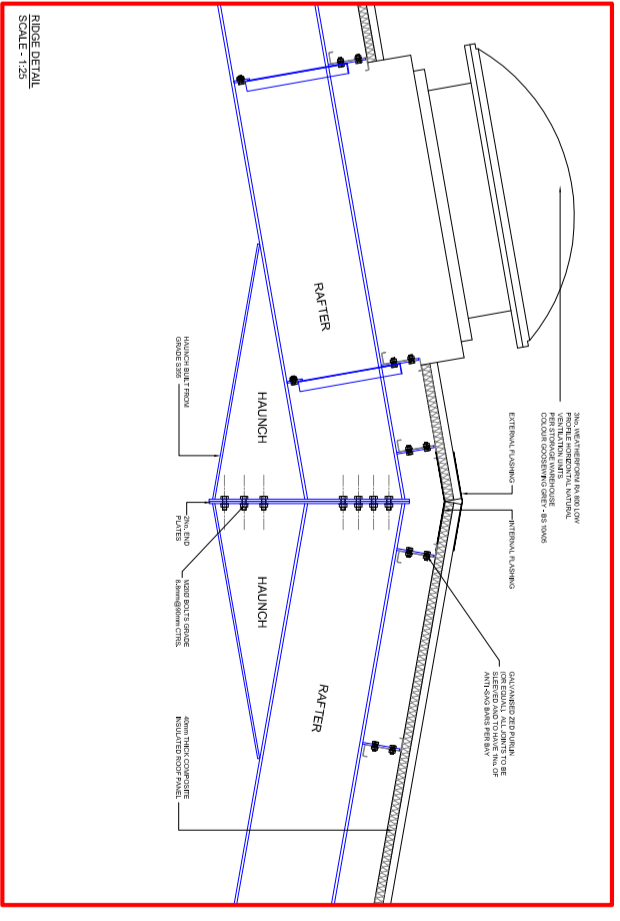 3No. WEATHERFORM RA 800 LOW
PROFILE HORIZONTAL NATURAL
VENTILATION UNITS
PER STORAGE WAREHOUSE
COLOUR GOOSEWING GREY - BS 10A05
EXTERNAL FLASHING
INTERNAL FLASHING
GALVANISED ZED PURLIN
(OR EQUAL). ALL JOINTS TO BE
SLEEVED AND TO HAVE 1No. OF
ANTI-SAG BARS PER BAY
RAFTER
RAFTER
HAUNCH
HAUNCH
HAUNCH BUILT FROM
GRADE S355
2No. END
PLATES
BOLTS GRADE
8.8mm@90mm CTRS.
40mm THICK COMPOSITE
INSULATED ROOF PANEL
RIDGE DETAIL
SCALE - 1:25